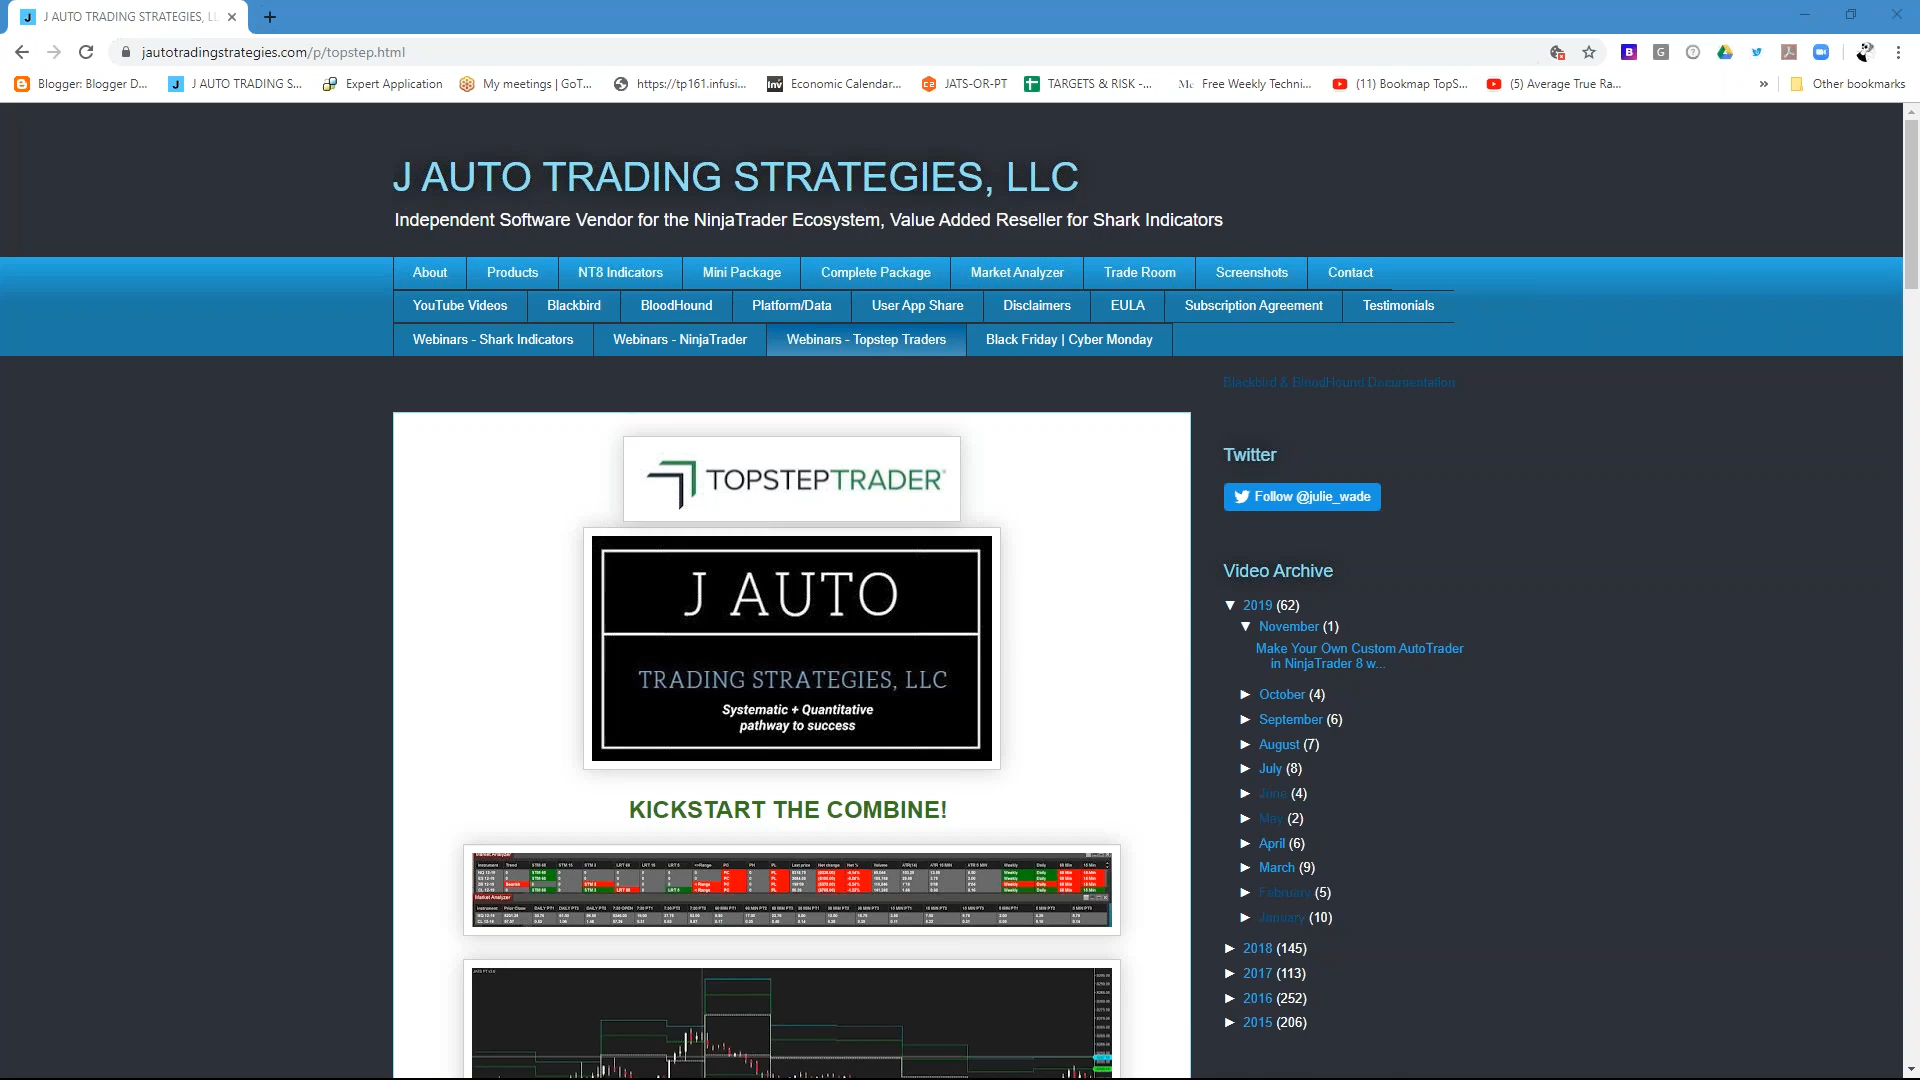 J AUTO TRADING STRATEGIES, LL
jautotradingstrategies.com/p/topstep.html
Blogger: Blogger D...
J AUTO TRADING S...
Expert Application
My meetings | GoT...
https://tp161.infusi...
Economic Calendar...
JATS-OR-PT
TARGETS & RISK -...
Free Weekly Techni...
(11) Bookmap TopS...
(5) Average True Ra...
»
Other bookmarks
J AUTO TRADING STRATEGIES, LLC
Independent Software Vendor for the NinjaTrader Ecosystem, Value Added Reseller for Shark Indicators
About Products NT8 Indicators Mini Package Complete Package Market Analyzer Trade Room Screenshots Contact
YouTube Videos Blackbird BloodHound Platform/Data User App Share Disclaimers EULA Subscription Agreement Testimonials
Webinars - Shark Indicators Webinars - NinjaTrader Webinars - Topstep Traders Black Friday | Cyber Monday
Blackbird & BloodHound Documentation
TOPSTEPTRADER
J AUTO
TRADING STRATEGIES, LLC
Systematic + Quantitative
pathway to success
KICKSTART THE COMBINE!
Twitter
Follow @julie_wade
Video Archive
▼ 2019 (62)
▼ November (1)
Make Your Own Custom AutoTrader
in NinjaTrader 8 w...
► October (4)
► September (6)
► August (7)
► July (8)
► June (4)
► May (2)
► April (6)
► March (9)
► February (5)
► January (10)
► 2018 (145)
► 2017 (113)
► 2016 (252)
► 2015 (206)